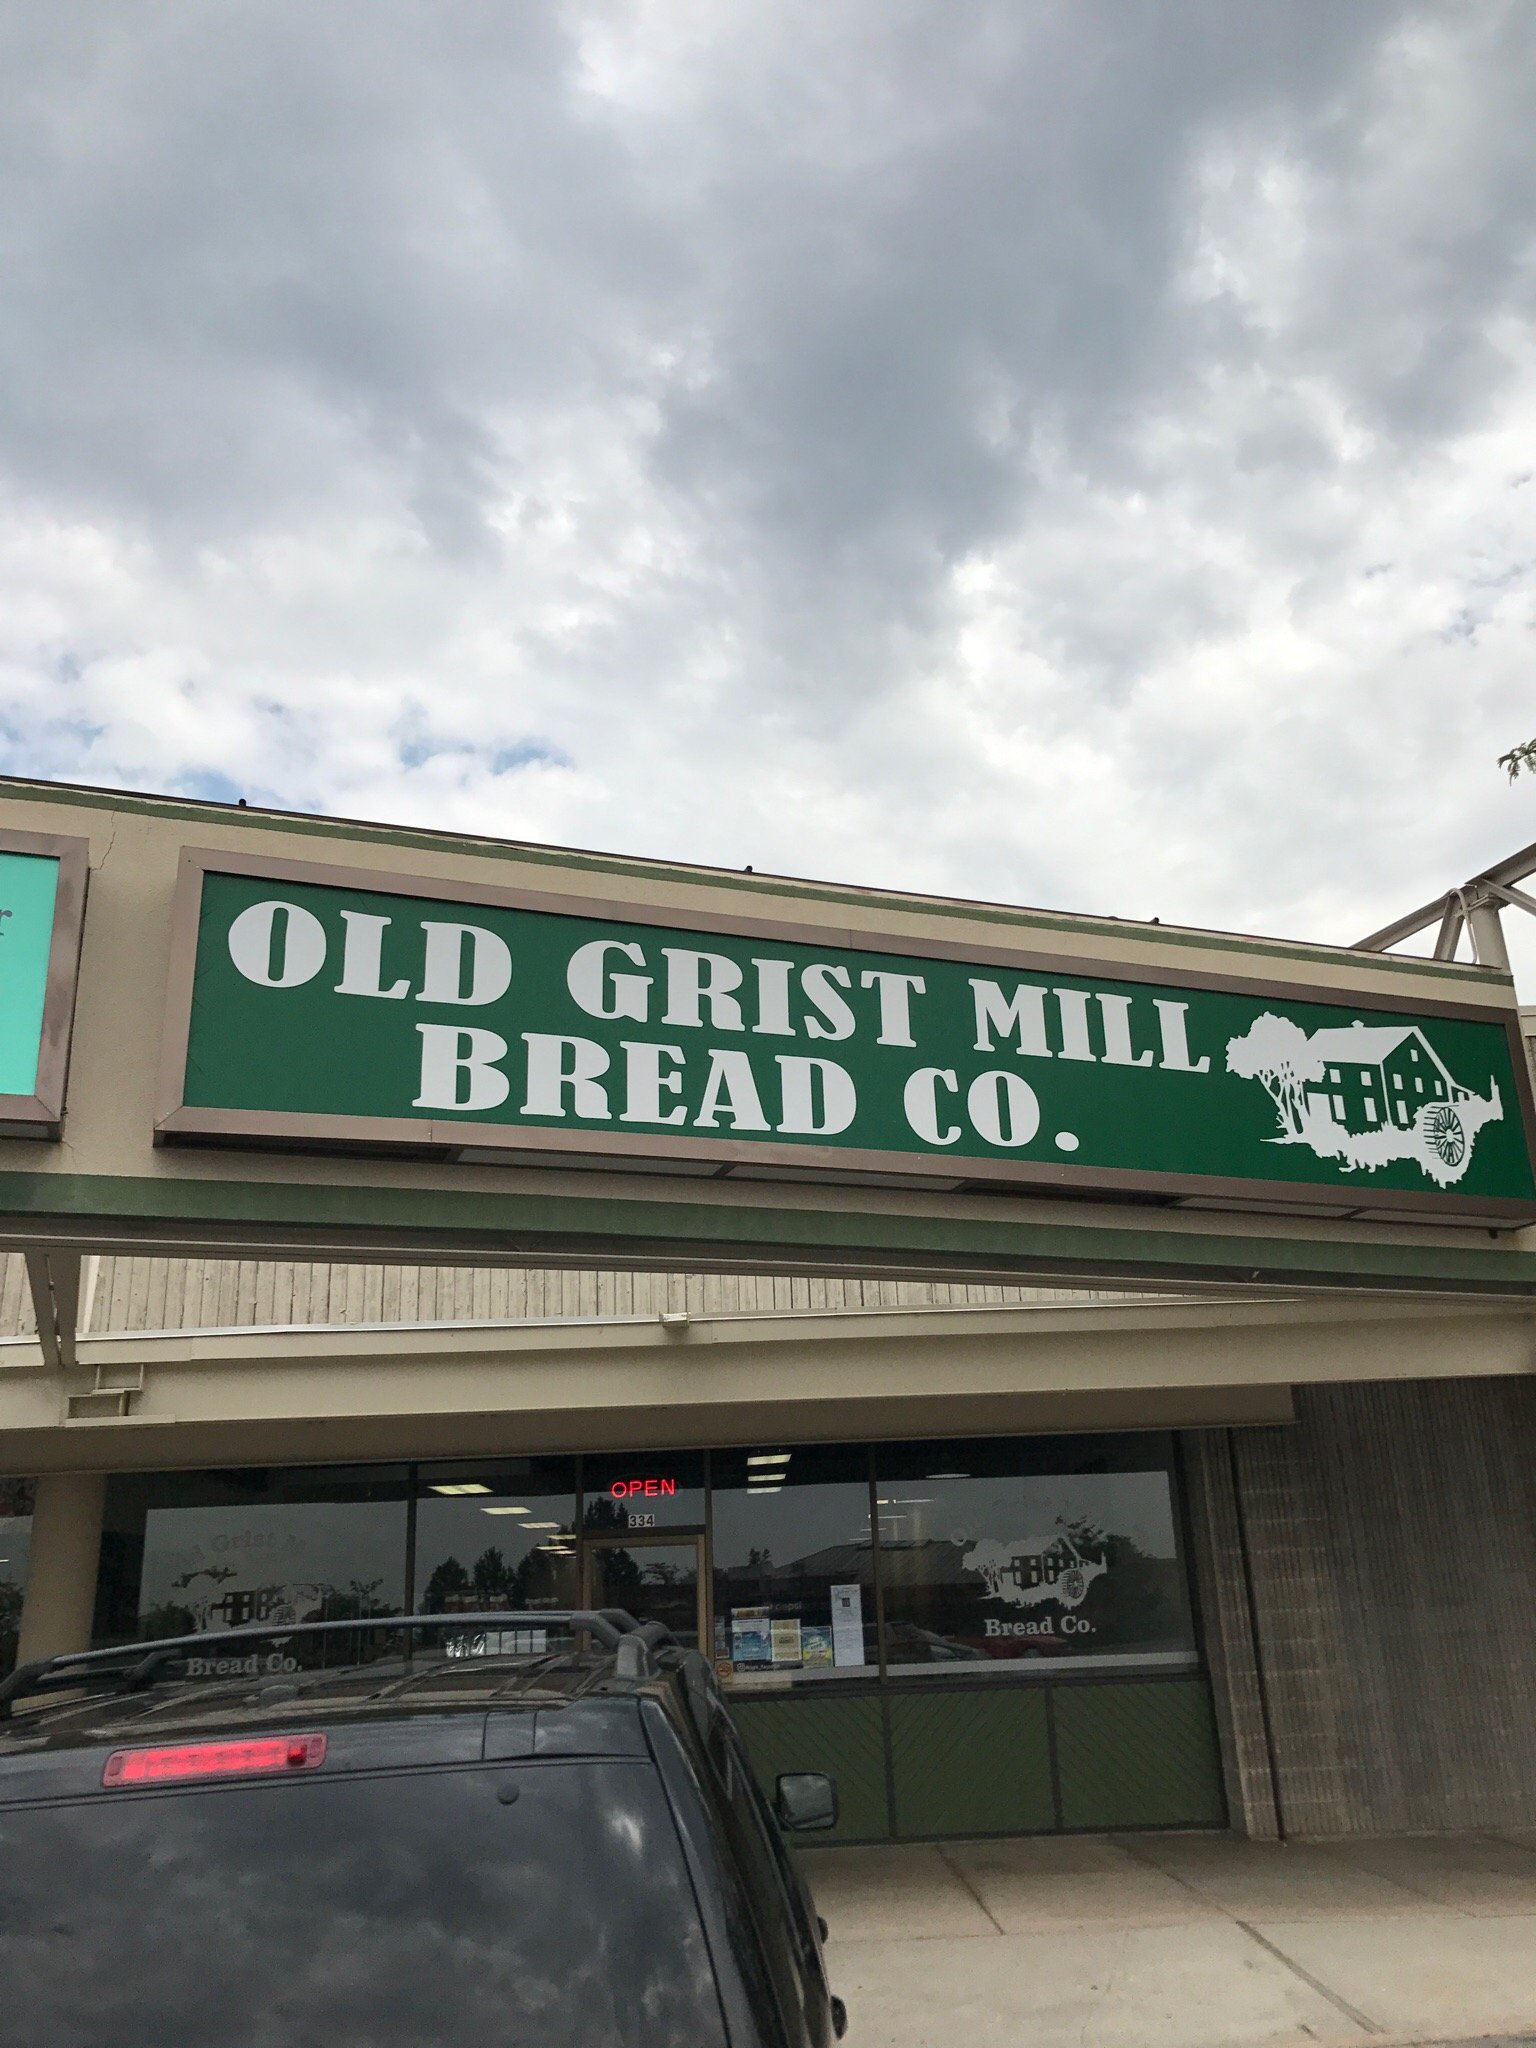 OLD GRIST MILL
BREAD CO.
OPEN
334
Bread Co.
Bread Co.